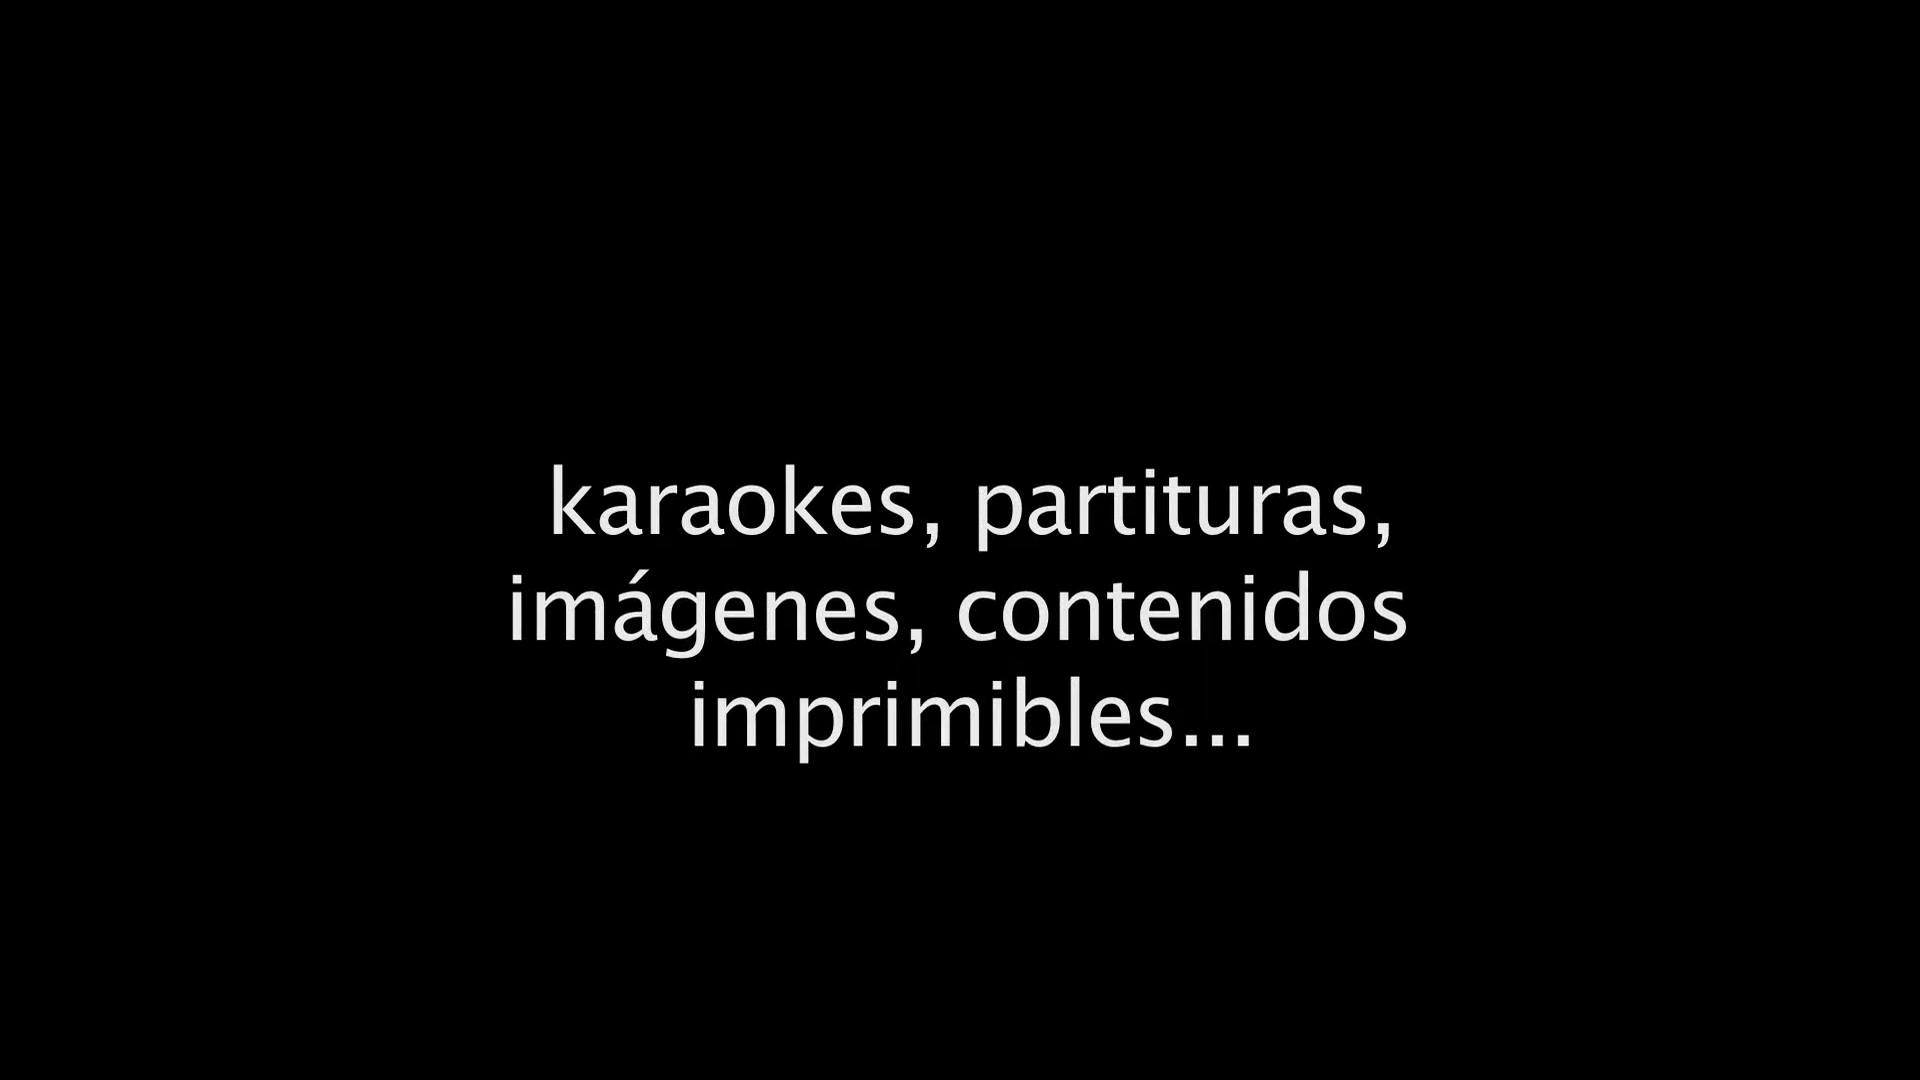 karaokes, partituras,
imágenes, contenidos
imprimibles...